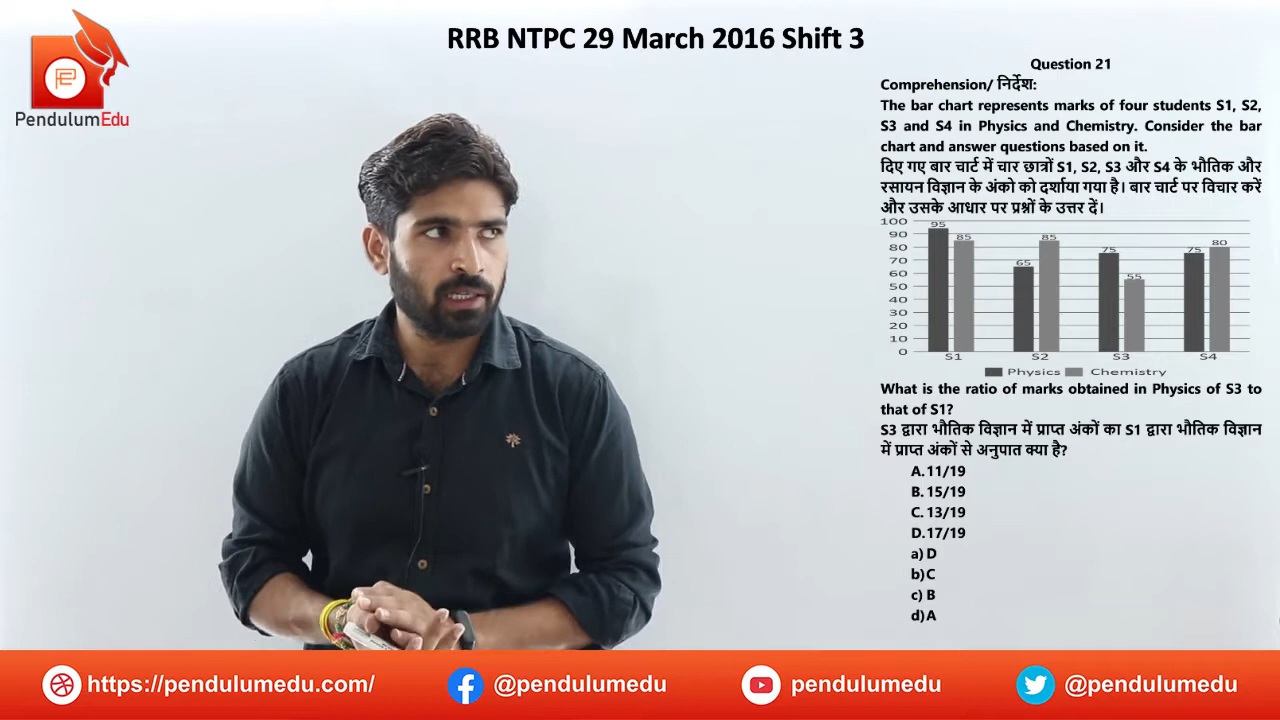 RRB NTPC 29 March 2016 Shift 3
PendulumEdu
Question 21
Comprehension/ निर्देश:
The bar chart represents marks of four students S1, S2,
S3 and S4 in Physics and Chemistry. Consider the bar
chart and answer questions based on it.
दिए गए बार चार्ट में चार छात्रों S1, S2, S3 और S4 के भौतिक और
रसायन विज्ञान के अंको को दर्शाया गया है। बार चार्ट पर विचार करें
और उसके आधार पर प्रश्नों के उत्तर दें।
100
90
80
70
60
50
40
30
20
10
0
95 85 65 85 75 55 75 80
S1 S2 S3 S4
Physics Chemistry
What is the ratio of marks obtained in Physics of S3 to
that of S1?
S3 द्वारा भौतिक विज्ञान में प्राप्त अंकों का S1 द्वारा भौतिक विज्ञान
में प्राप्त अंकों से अनुपात क्या है?
A. 11/19
B. 15/19
C. 13/19
D. 17/19
a) D
b) C
c) B
d) A
https://pendulumedu.com/ @pendulumedu pendulumedu @pendulumedu